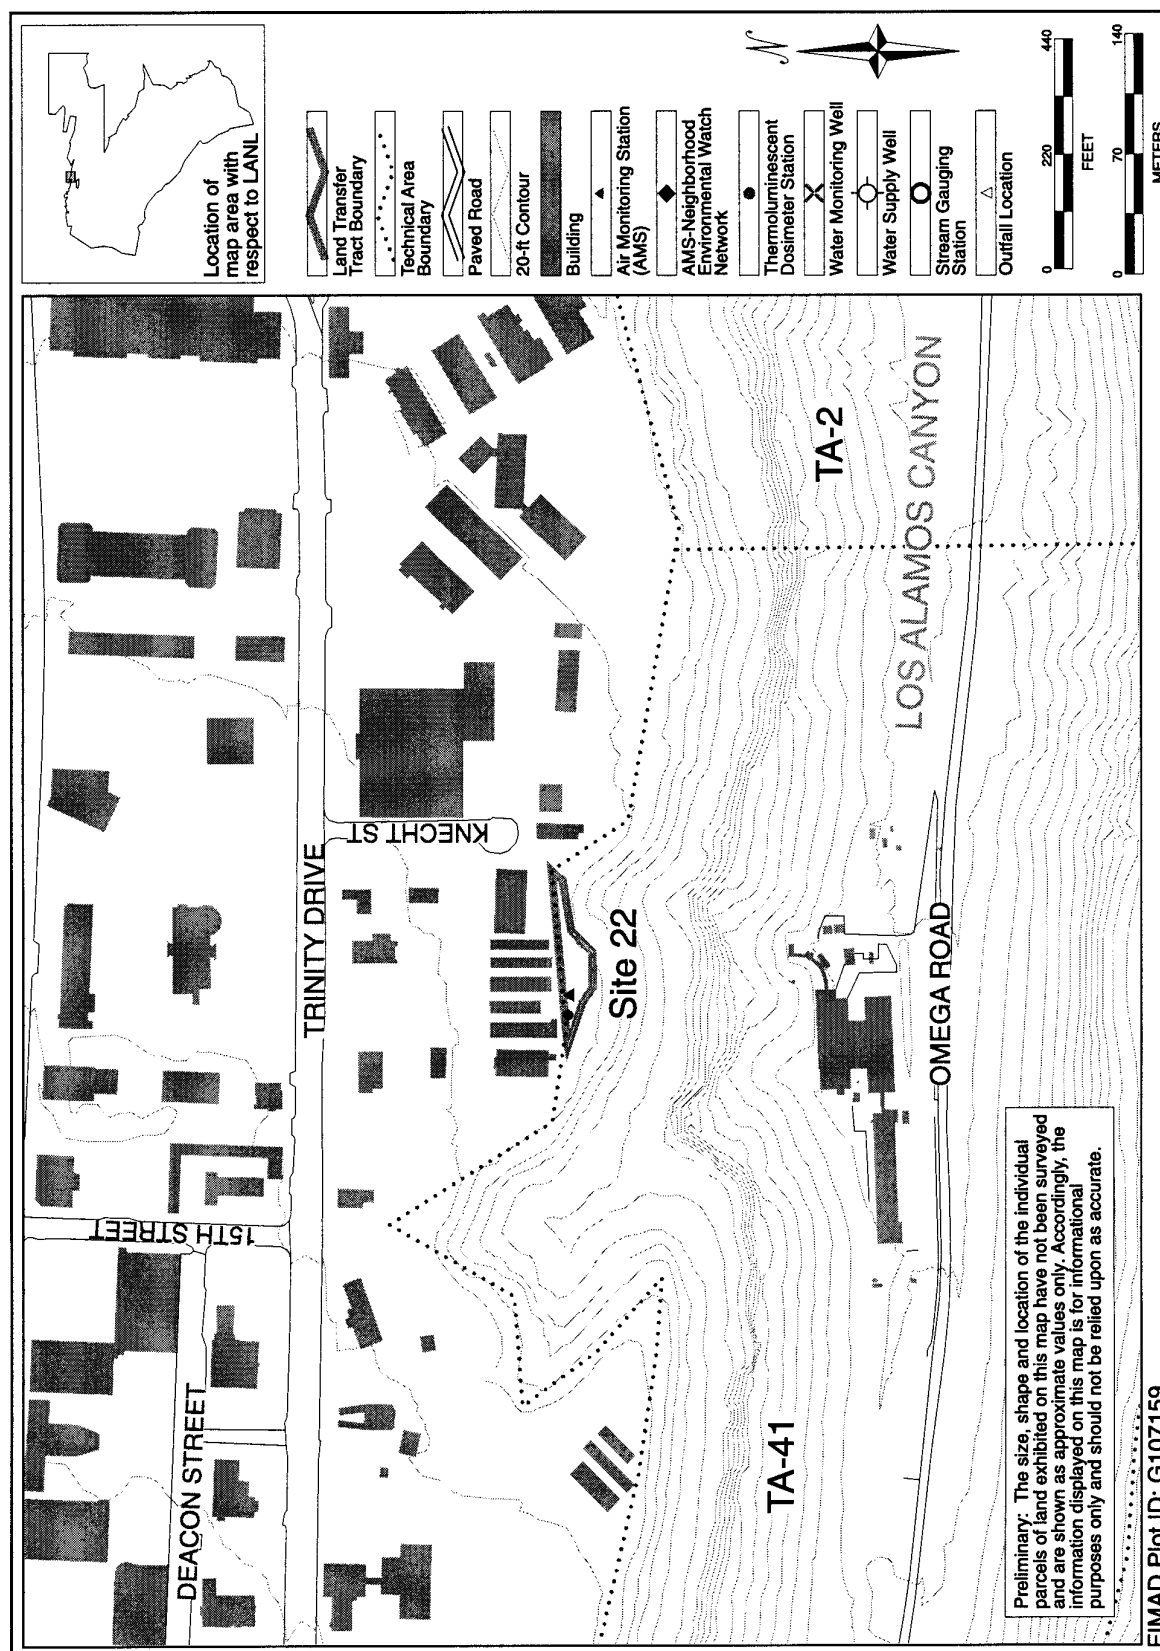 Location of
map area with
respect to LANL
Land Transfer
Tract Boundary
Technical Area
Boundary
Paved Road
20-ft Contour
Building
Air Monitoring Station
(AMS)
AMS-Neighborhood
Environmental Watch
Network
Thermoluminescent
Dosimeter Station
Water Monitoring Well
Water Supply Well
Stream Gauging
Station
Outfall Location
N
0 220 440
FEET
0 70 140
METERS
DEACON STREET
15TH STREET
TRINITY DRIVE
KNECHT ST
Site 22
TA-41
TA-2
LOS ALAMOS CANYON
OMEGA ROAD
Preliminary: The size, shape and location of the individual
parcels of land exhibited on this map have not been surveyed
and are shown as approximate values only. Accordingly, the
information displayed on this map is for informational
purposes only and should not be relied upon as accurate.
FIMAD Plot ID: G107159